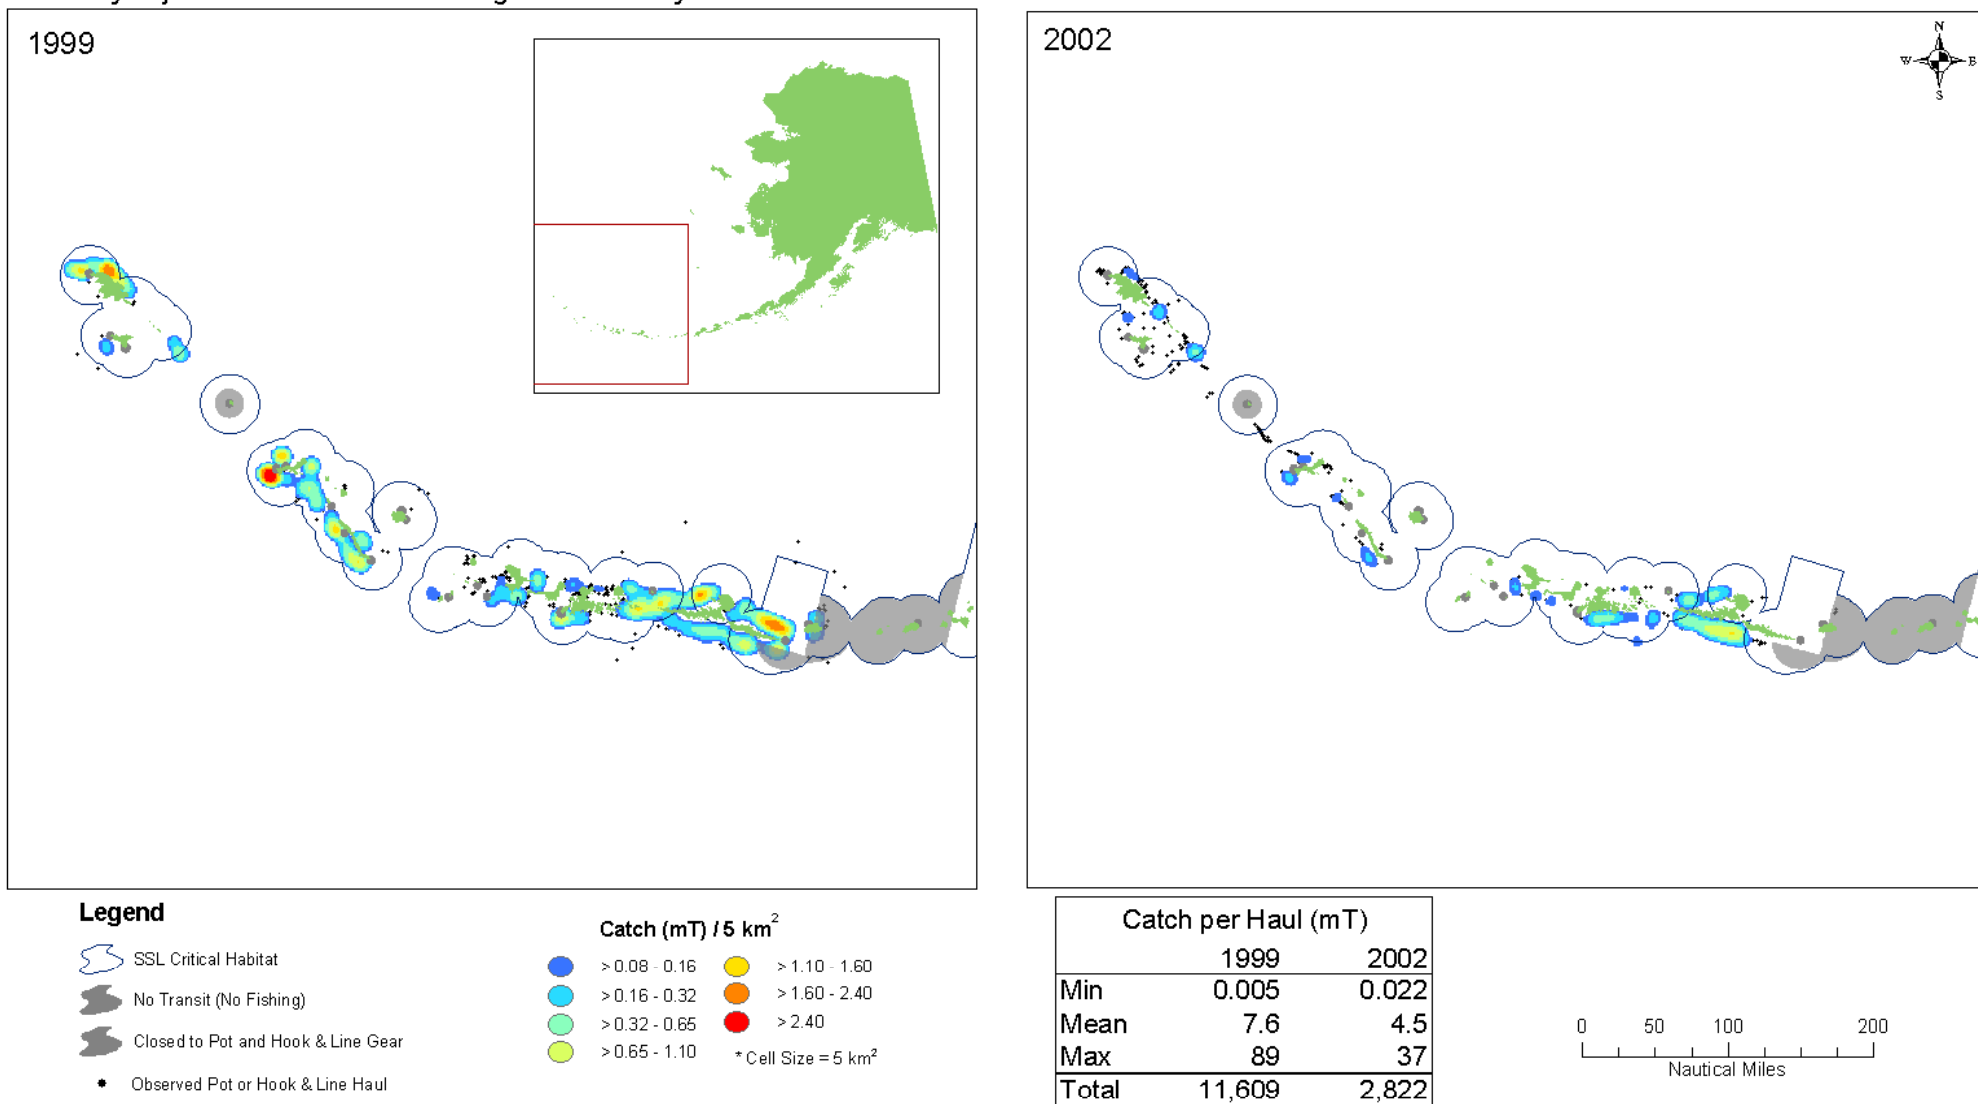 1999
2002
N
W E
S
Legend
SSL Critical Habitat
No Transit (No Fishing)
Closed to Pot and Hook & Line Gear
Observed Pot or Hook & Line Haul
Catch (mT) / 5 km²
> 0.08 - 0.16
> 0.16 - 0.32
> 0.32 - 0.65
> 0.65 - 1.10
> 1.10 - 1.60
> 1.60 - 2.40
> 2.40
* Cell Size = 5 km²
Catch per Haul (mT)
1999 2002
Min 0.005 0.022
Mean 7.6 4.5
Max 89 37
Total 11,609 2,822
0 50 100 200
Nautical Miles